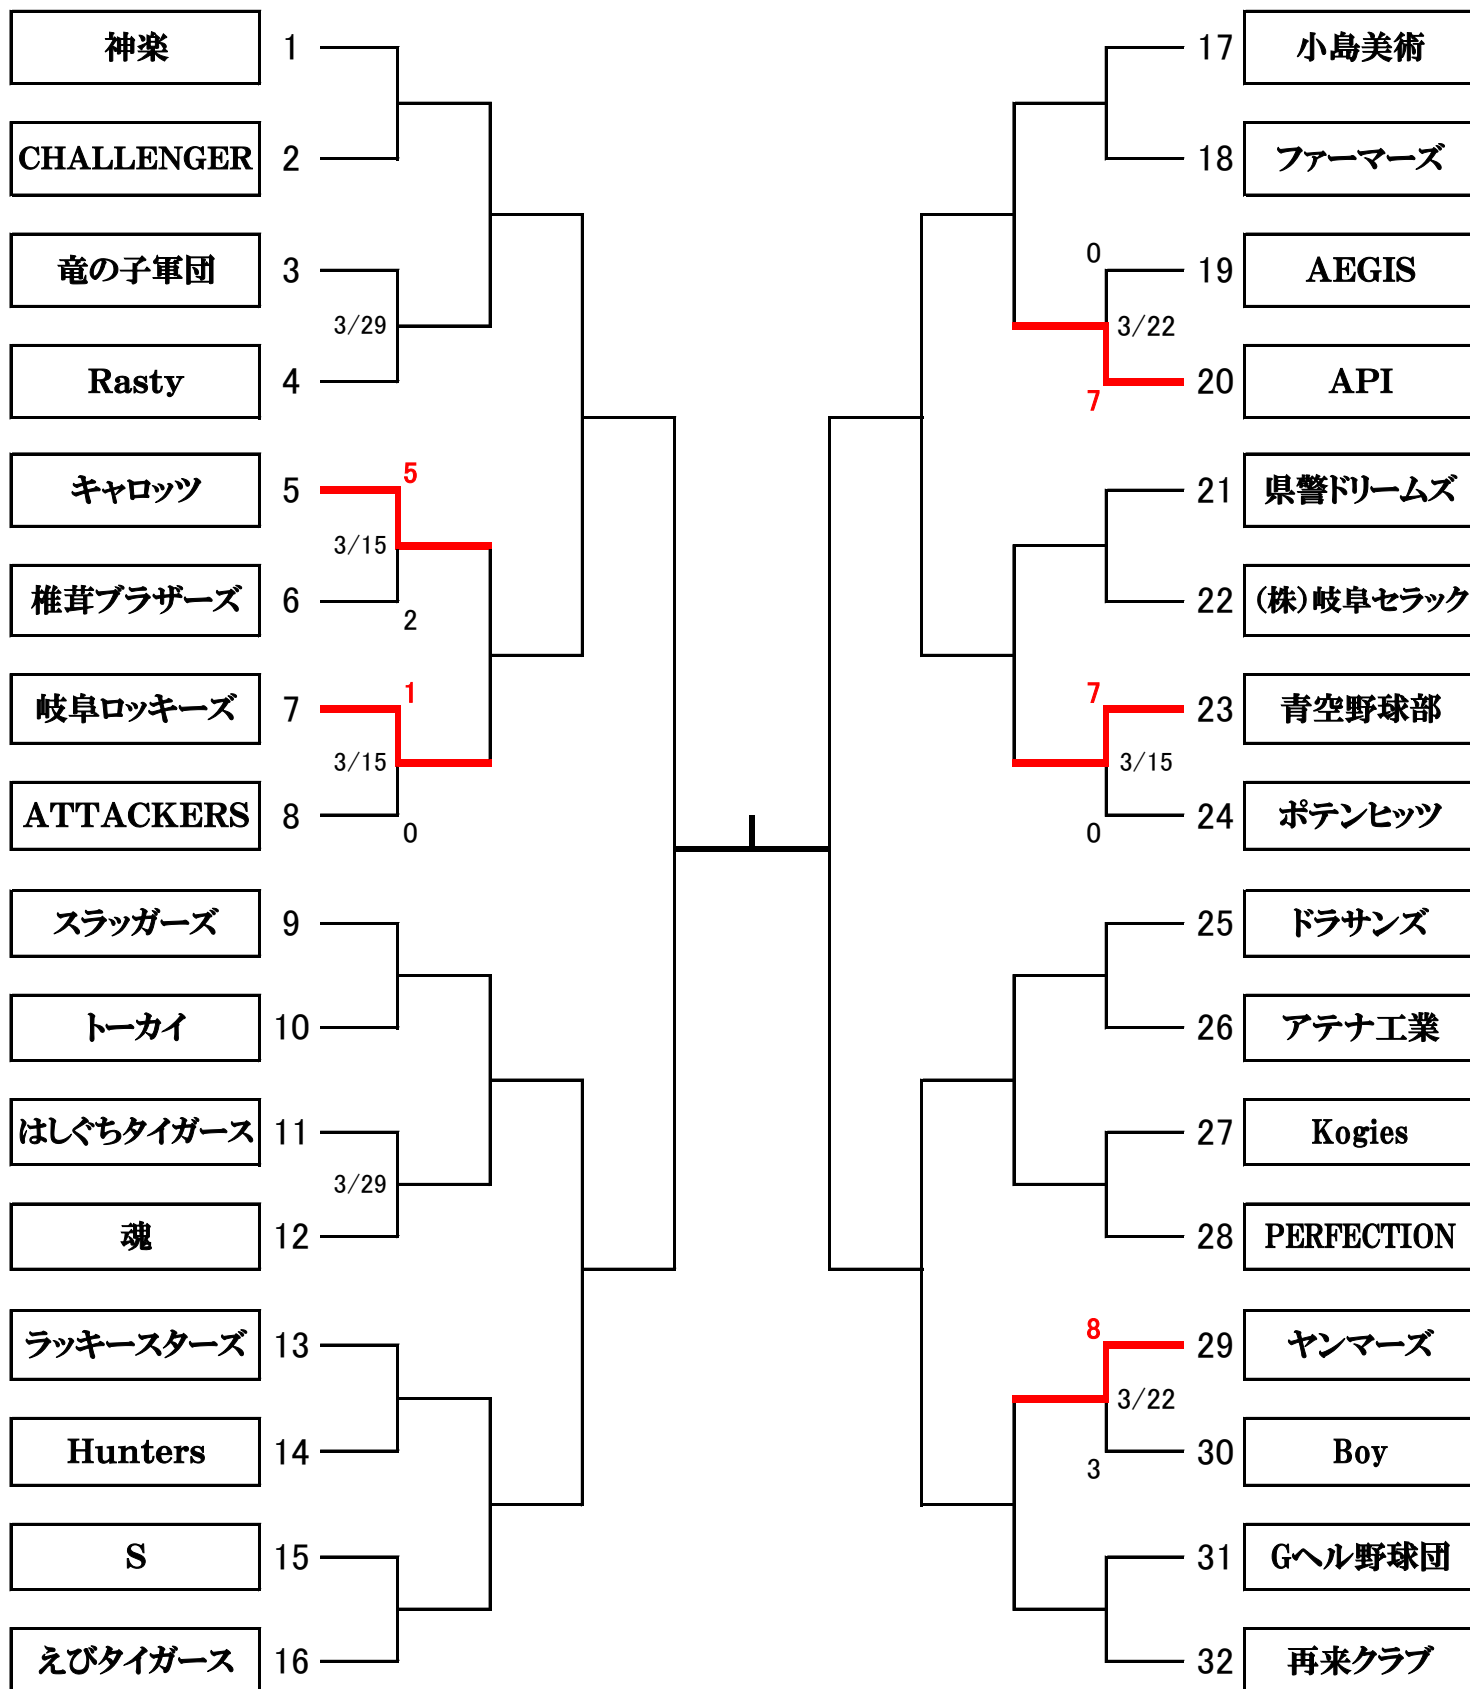 神楽 1
CHALLENGER 2
竜の子軍団 3
3/29
Rasty 4
キャロッツ 5
5
3/15
椎茸ブラザーズ 6
2
岐阜ロッキーズ 7
1
3/15
ATTACKERS 8
0
スラッガーズ 9
トーカイ 10
はしぐちタイガース 11
3/29
魂 12
ラッキースターズ 13
Hunters 14
S 15
えびタイガース 16
17 小島美術
18 ファーマーズ
0
19 AEGIS
3/22
20 API
7
21 県警ドリームズ
22 (株)岐阜セラック
7
23 青空野球部
3/15
24 ポテンヒッツ
0
25 ドラサンズ
26 アテナ工業
27 Kogies
28 PERFECTION
8
29 ヤンマーズ
3/22
30 Boy
3
31 Gヘル野球団
32 再来クラブ